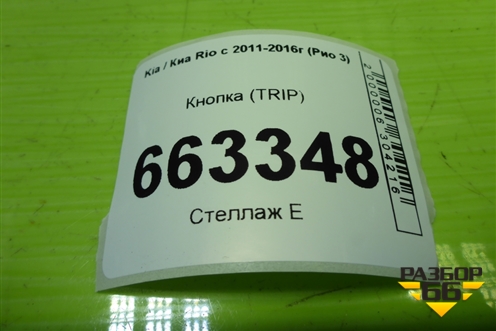 Kia / Киа Rio с 2011-2016г (Рио 3)
Кнопка (TRIP)
663348
Стеллаж Е
2000006304216
РАЗБОР
66